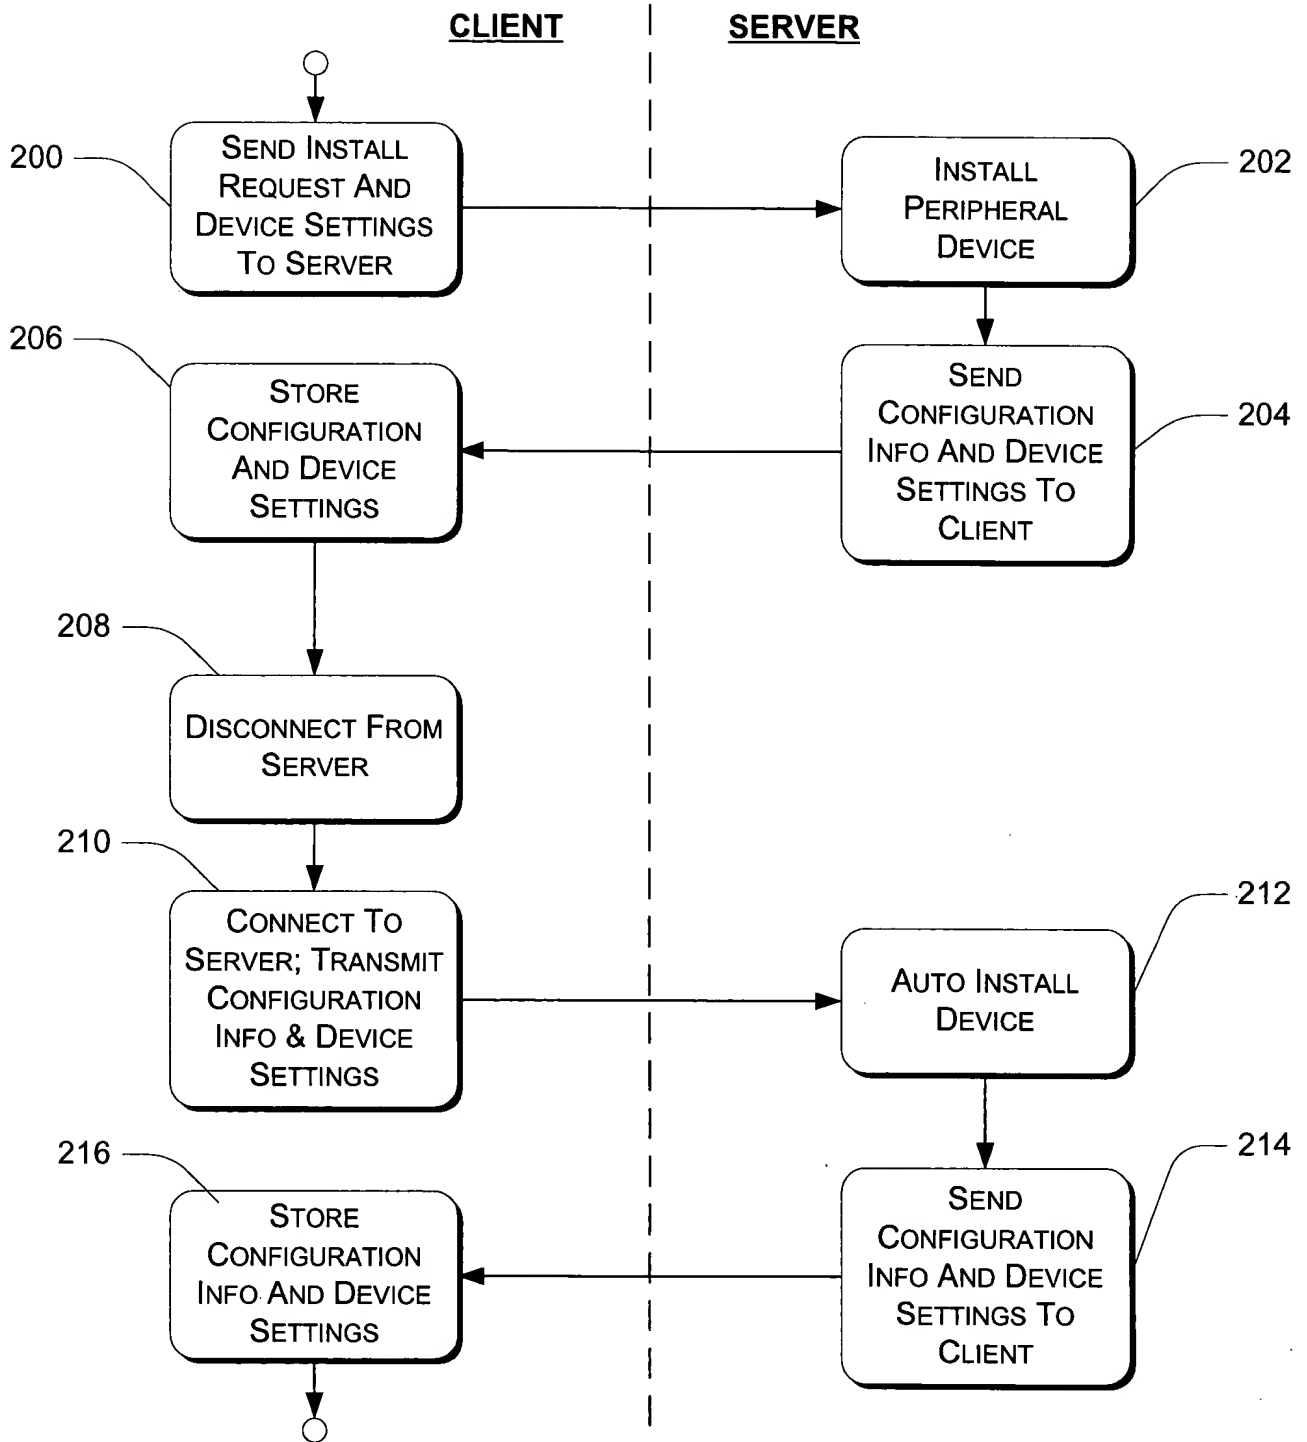 CLIENT
SERVER
200
SEND INSTALL
REQUEST AND
DEVICE SETTINGS
TO SERVER
INSTALL
PERIPHERAL
DEVICE
202
206
STORE
CONFIGURATION
AND DEVICE
SETTINGS
SEND
CONFIGURATION
INFO AND DEVICE
SETTINGS TO
CLIENT
204
208
DISCONNECT FROM
SERVER
210
CONNECT TO
SERVER; TRANSMIT
CONFIGURATION
INFO & DEVICE
SETTINGS
AUTO INSTALL
DEVICE
212
216
STORE
CONFIGURATION
INFO AND DEVICE
SETTINGS
SEND
CONFIGURATION
INFO AND DEVICE
SETTINGS TO
CLIENT
214